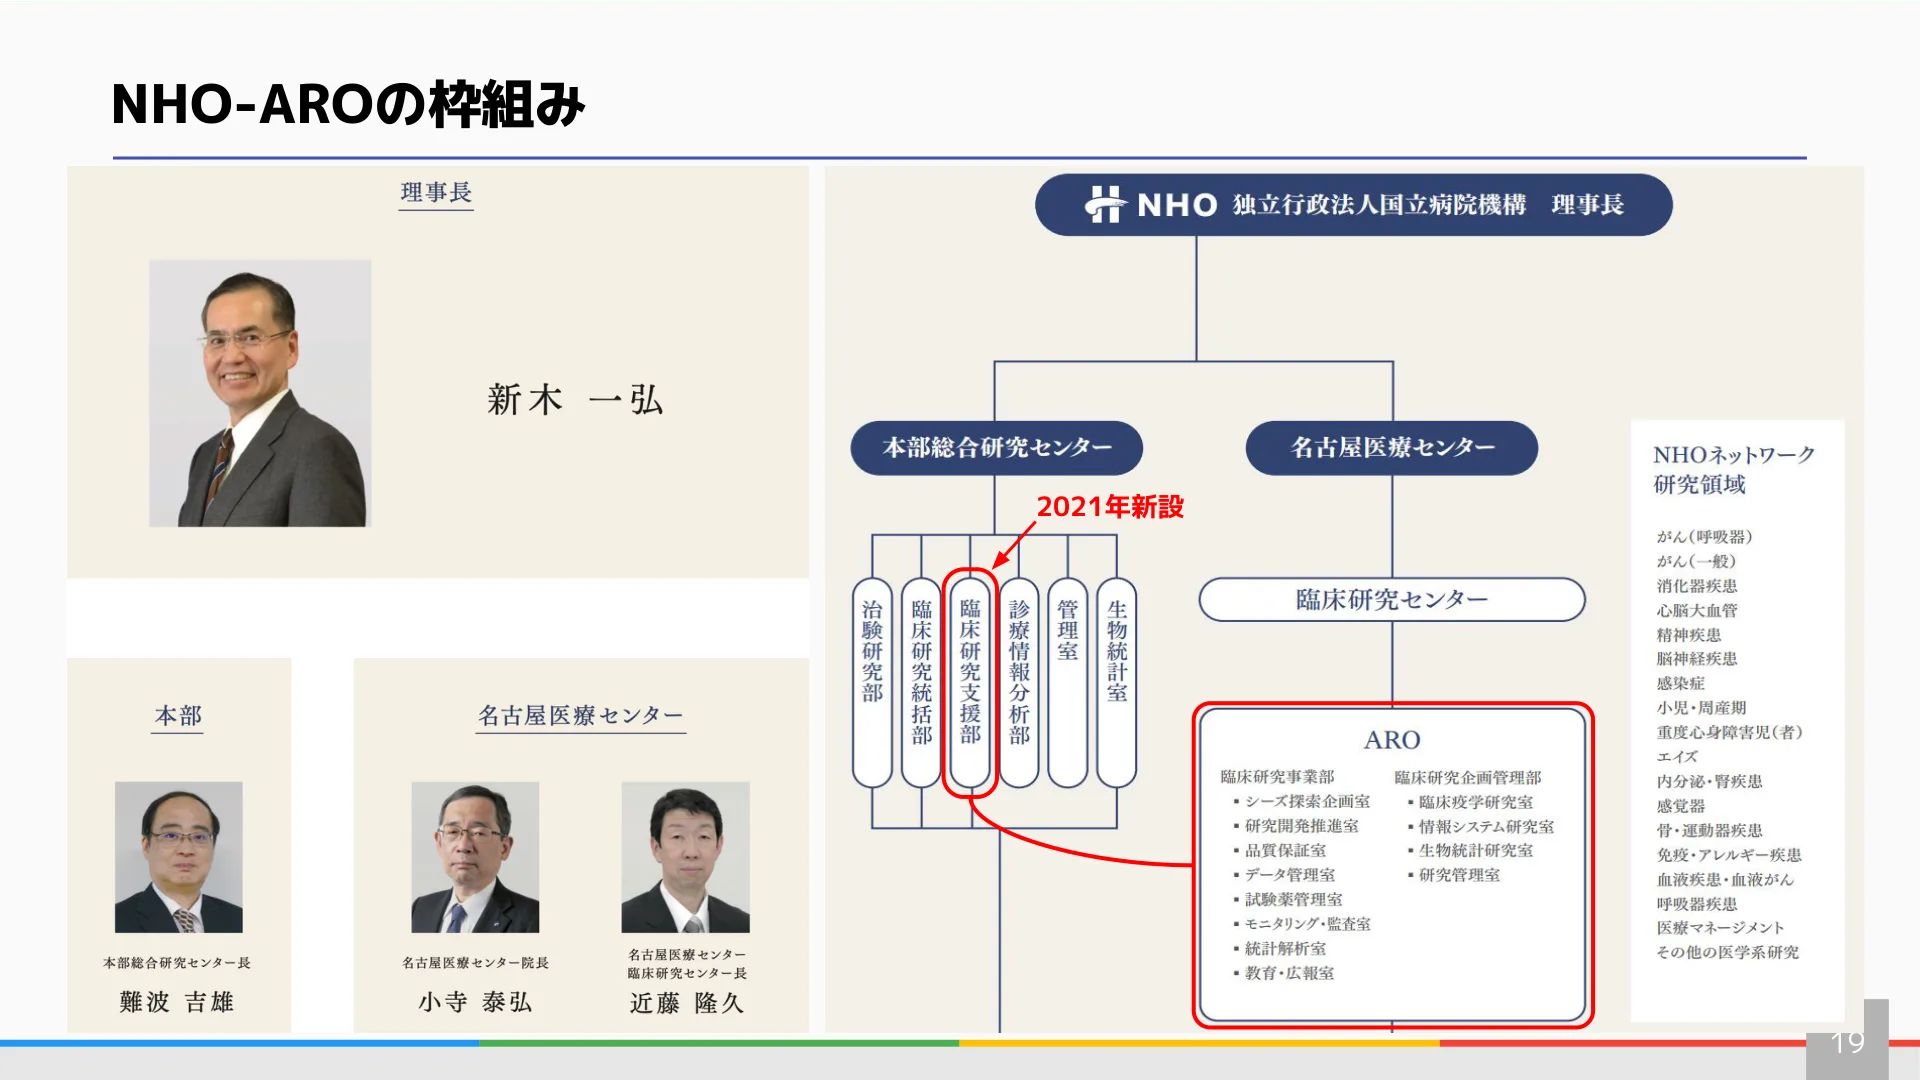 NHO-AROの枠組み
理事長
新木 一弘
本部
本部総合研究センター長
難波 吉雄
名古屋医療センター
名古屋医療センター院長
小寺 泰弘
名古屋医療センター
臨床研究センター長
近藤 隆久
NHO 独立行政法人国立病院機構 理事長
本部総合研究センター
名古屋医療センター
2021年新設
治験研究部
臨床研究統括部
臨床研究支援部
診療情報分析部
管理室
生物統計室
臨床研究センター
ARO
臨床研究事業部
▪ シーズ探索企画室
▪ 研究開発推進室
▪ 品質保証室
▪ データ管理室
▪ 試験薬管理室
▪ モニタリング・監査室
▪ 統計解析室
▪ 教育・広報室
臨床研究企画管理部
▪ 臨床疫学研究室
▪ 情報システム研究室
▪ 生物統計研究室
▪ 研究管理室
NHOネットワーク
研究領域
がん(呼吸器)
がん(一般)
消化器疾患
心脳大血管
精神疾患
脳神経疾患
感染症
小児・周産期
重度心身障害児(者)
エイズ
内分泌・腎疾患
感覚器
骨・運動器疾患
免疫・アレルギー疾患
血液疾患・血液がん
呼吸器疾患
医療マネージメント
その他の医学系研究
19